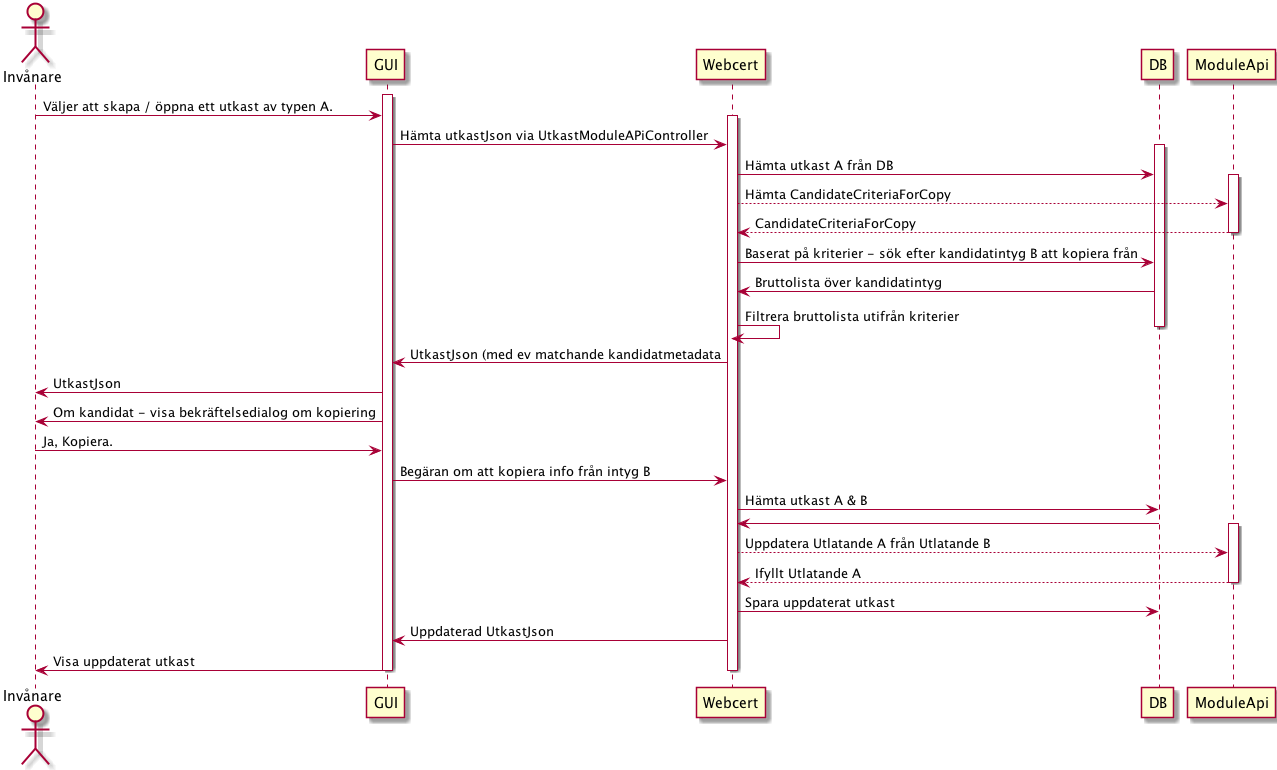 Invånare
GUI
Webcert
DB
ModuleApi
Väljer att skapa / öppna ett utkast av typen A.
Hämta utkastJson via UtkastModuleAPiController
Hämta utkast A från DB
Hämta CandidateCriteriaForCopy
CandidateCriteriaForCopy
Baserat på kriterier - sök efter kandidatintyg B att kopiera från
Bruttolista över kandidatintyg
Filtrera bruttolista utifrån kriterier
UtkastJson (med ev matchande kandidatmetadata
UtkastJson
Om kandidat - visa bekräftelsedialog om kopiering
Ja, Kopiera.
Begäran om att kopiera info från intyg B
Hämta utkast A & B
Uppdatera Utlatande A från Utlatande B
Ifyllt Utlatande A
Spara uppdaterat utkast
Uppdaterad UtkastJson
Visa uppdaterat utkast
Invånare
GUI
Webcert
DB
ModuleApi